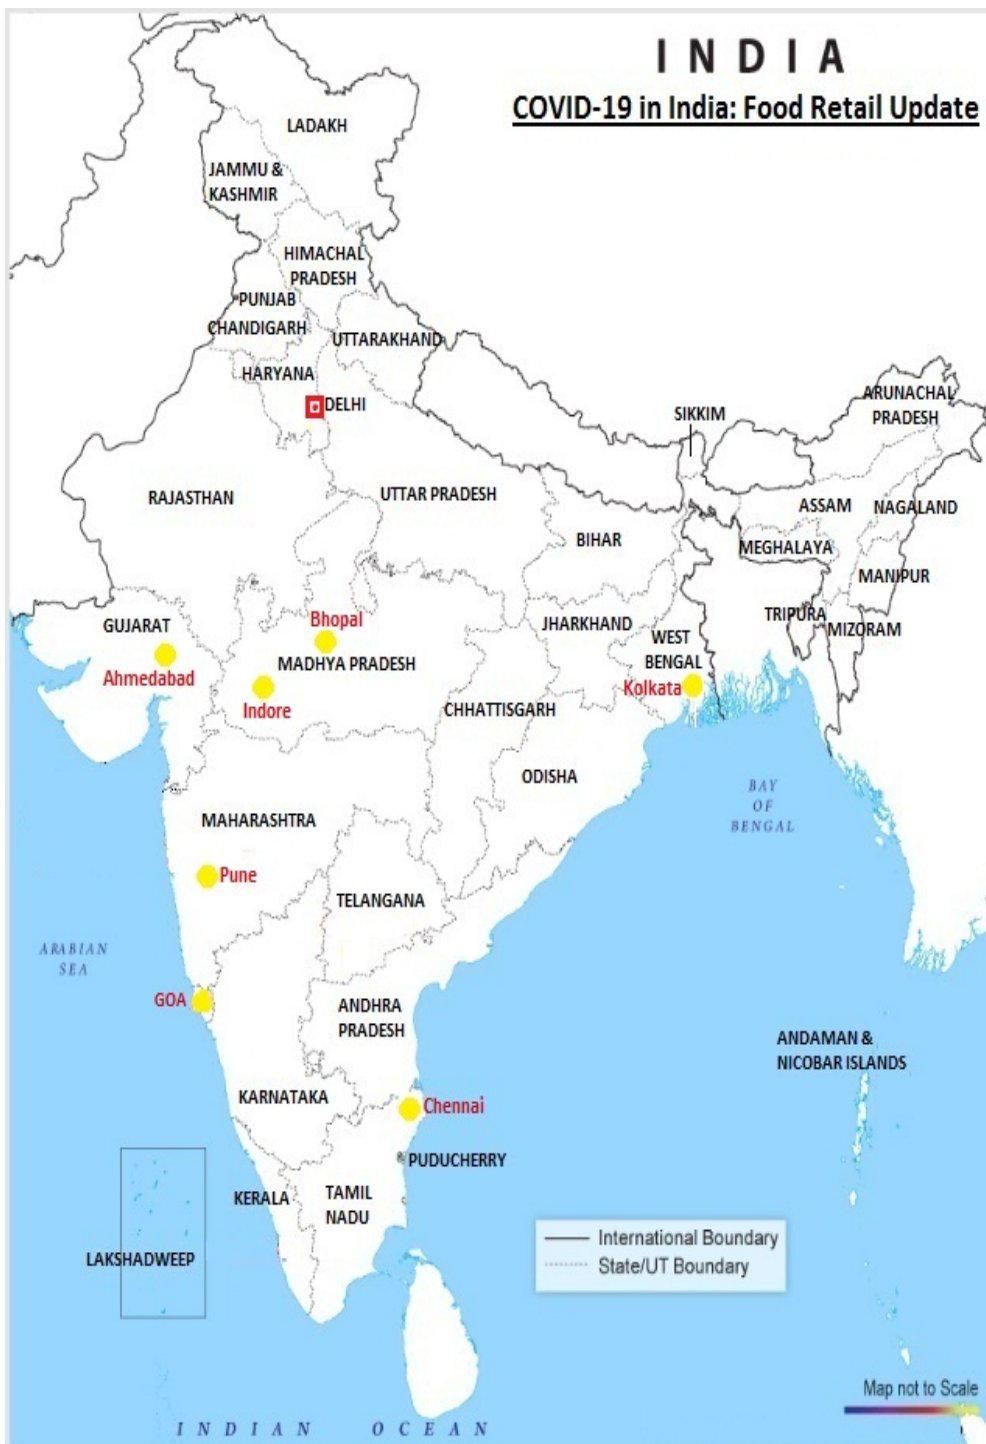 INDIA
COVID-19 in India: Food Retail Update
LADAKH
JAMMU &
KASHMIR
HIMACHAL
PRADESH
PUNJAB
CHANDIGARH
UTTARAKHAND
HARYANA
DELHI
ARUNACHAL
PRADESH
SIKKIM
RAJASTHAN
UTTAR PRADESH
ASSAM
NAGALAND
BIHAR
MEGHALAYA
MANIPUR
GUJARAT
Bhopal
JHARKHAND
TRIPURA
MIZORAM
WEST
BENGAL
MADHYA PRADESH
Ahmedabad
Indore
Kolkata
CHHATTISGARH
ODISHA
BAY
OF
BENGAL
MAHARASHTRA
Pune
TELANGANA
ARABIAN
SEA
GOA
ANDHRA
PRADESH
ANDAMAN &
NICOBAR ISLANDS
KARNATAKA
Chennai
PUDUCHERRY
KERALA
TAMIL
NADU
LAKSHADWEEP
International Boundary
State/UT Boundary
Map not to Scale
INDIAN OCEAN